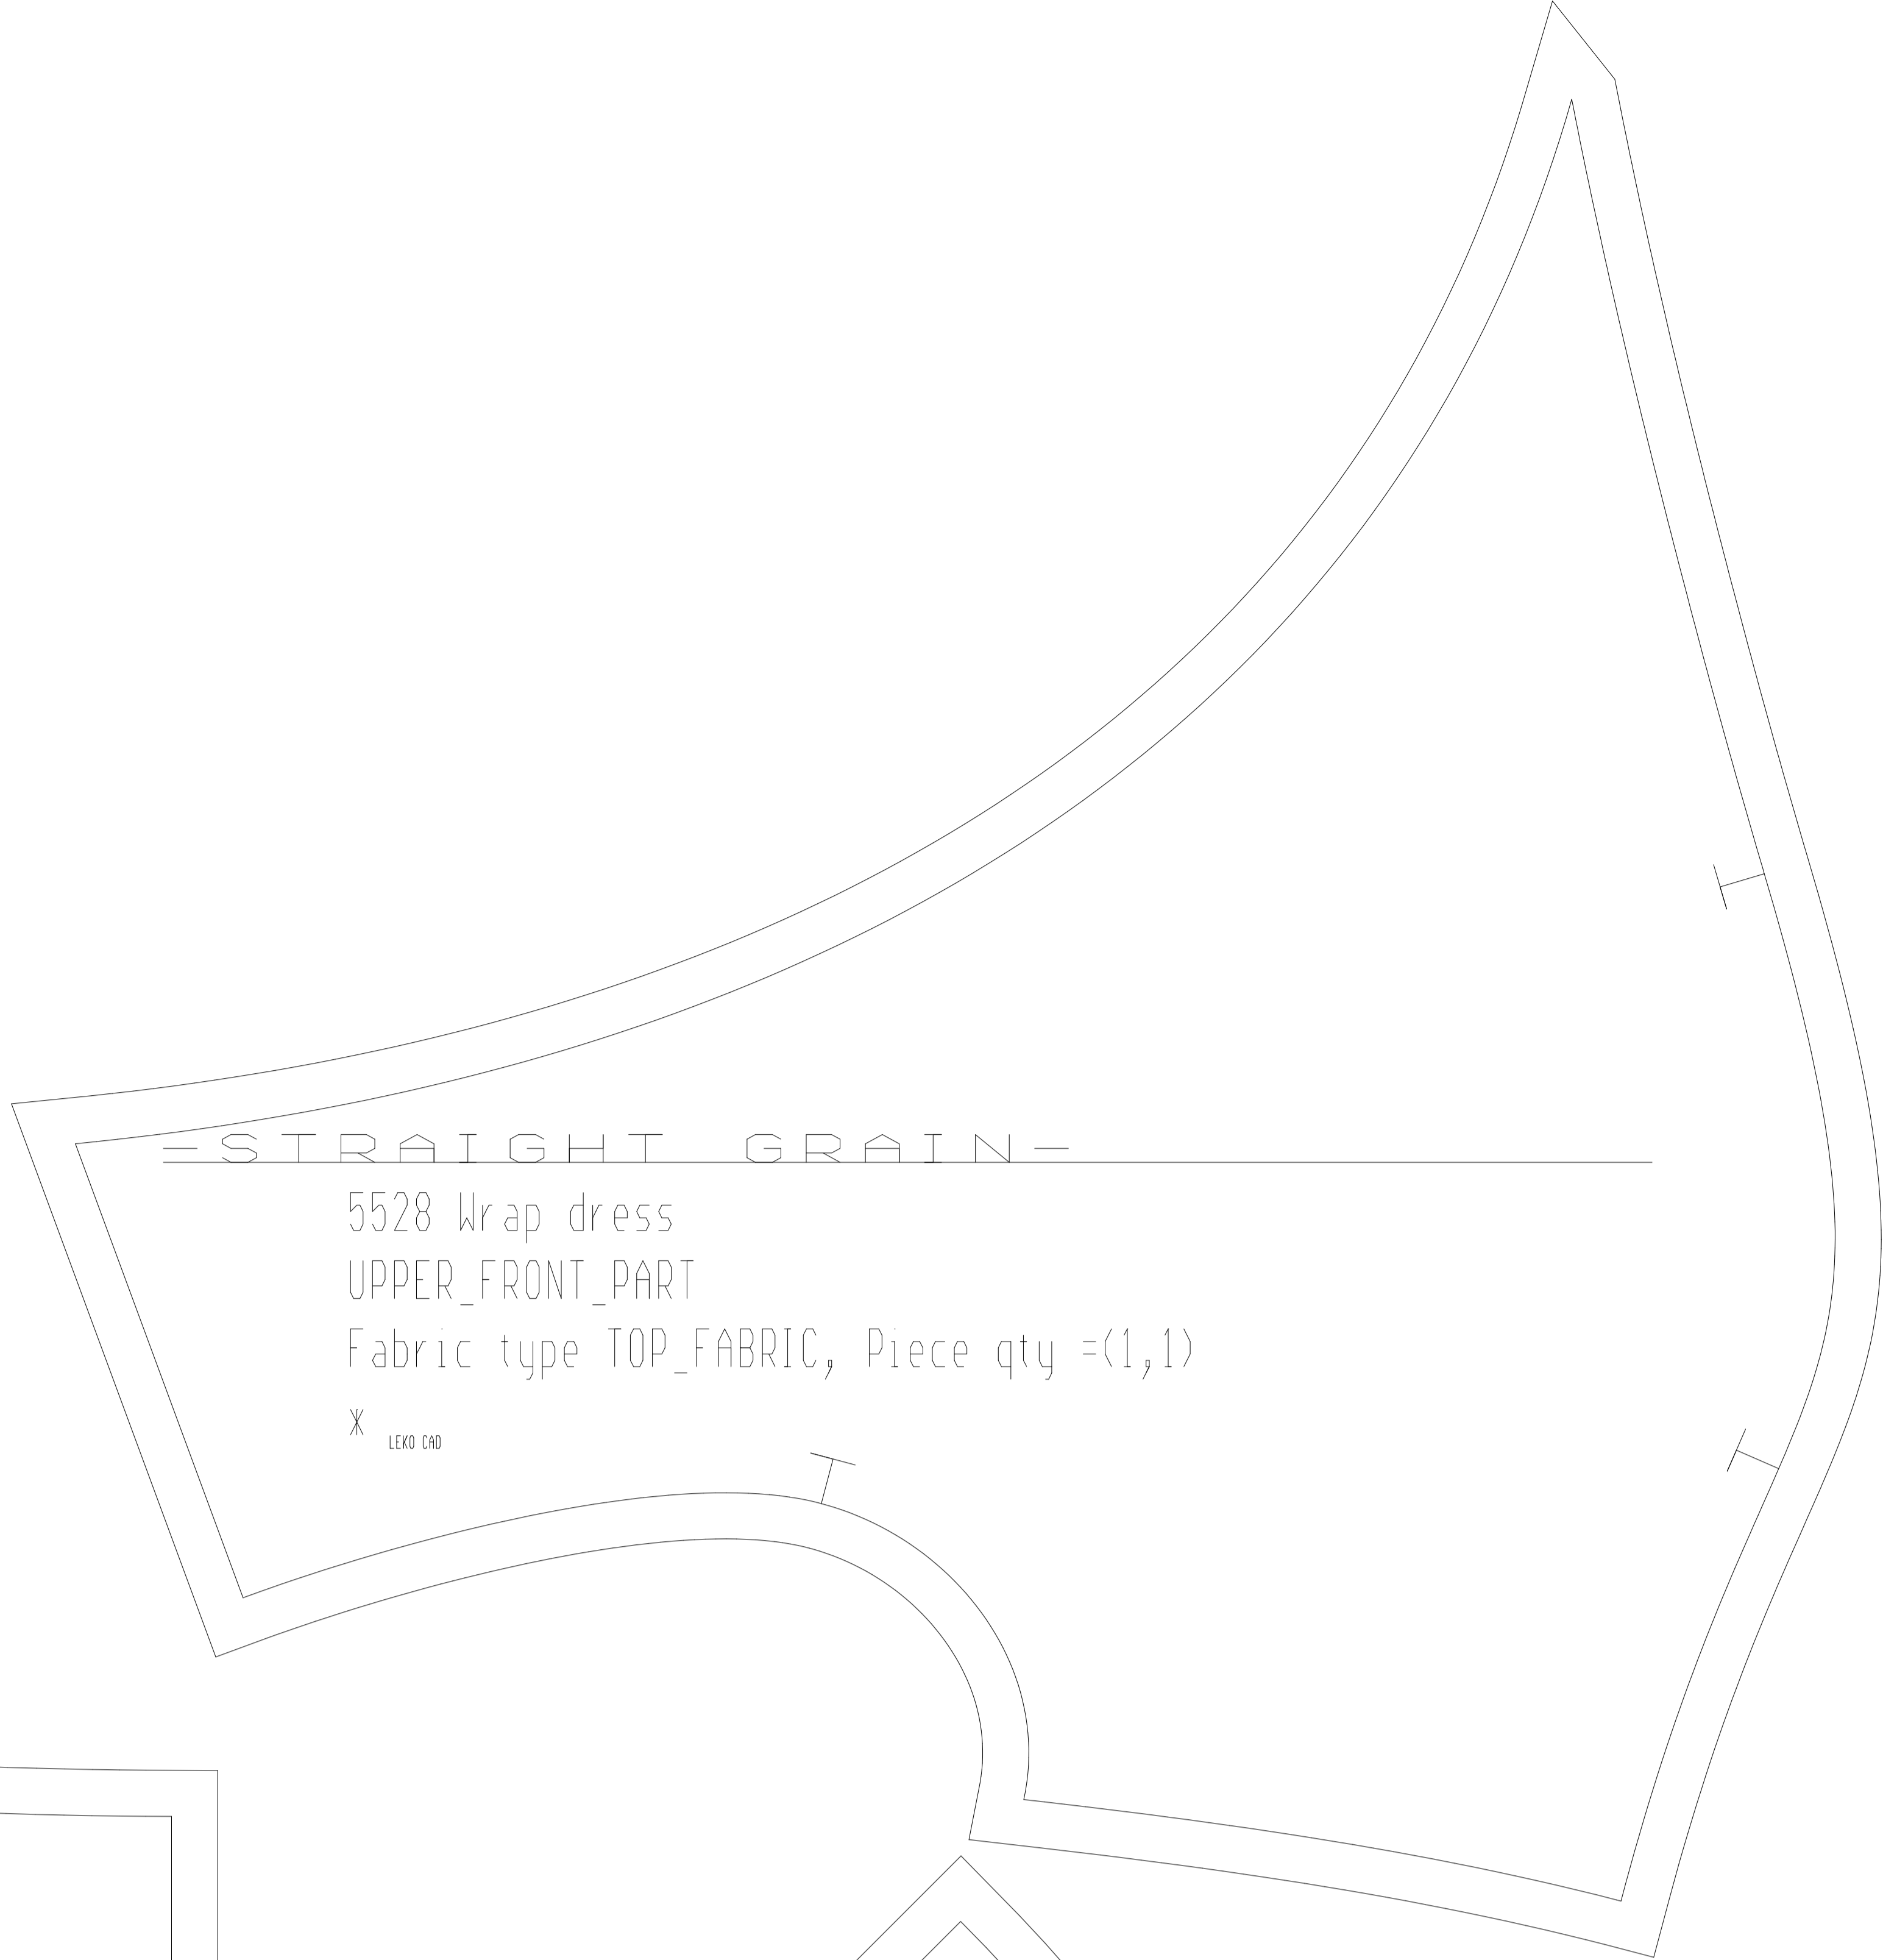 -STRAIGHT GRAIN-
5528 Wrap dress
UPPER_FRONT_PART
Fabric type TOP_FABRIC, Piece qty =(1,1)
* LEKO CAD